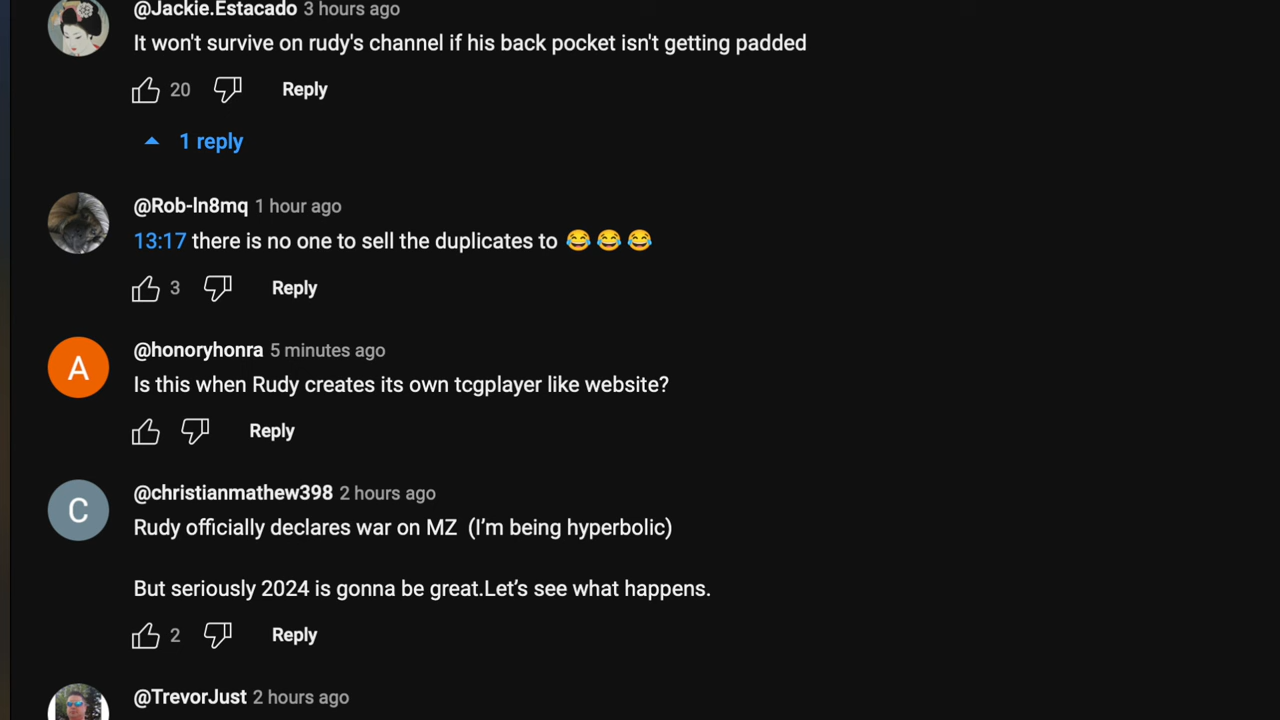 @Jackie.Estacado 3 hours ago
It won't survive on rudy's channel if his back pocket isn't getting padded
20 Reply
1 reply
@Rob-ln8mq 1 hour ago
13:17 there is no one to sell the duplicates to 😂😂😂
3 Reply
A
@honoryhonra 5 minutes ago
Is this when Rudy creates its own tcgplayer like website?
Reply
C
@christianmathew398 2 hours ago
Rudy officially declares war on MZ (I’m being hyperbolic)
But seriously 2024 is gonna be great.Let’s see what happens.
2 Reply
@TrevorJust 2 hours ago